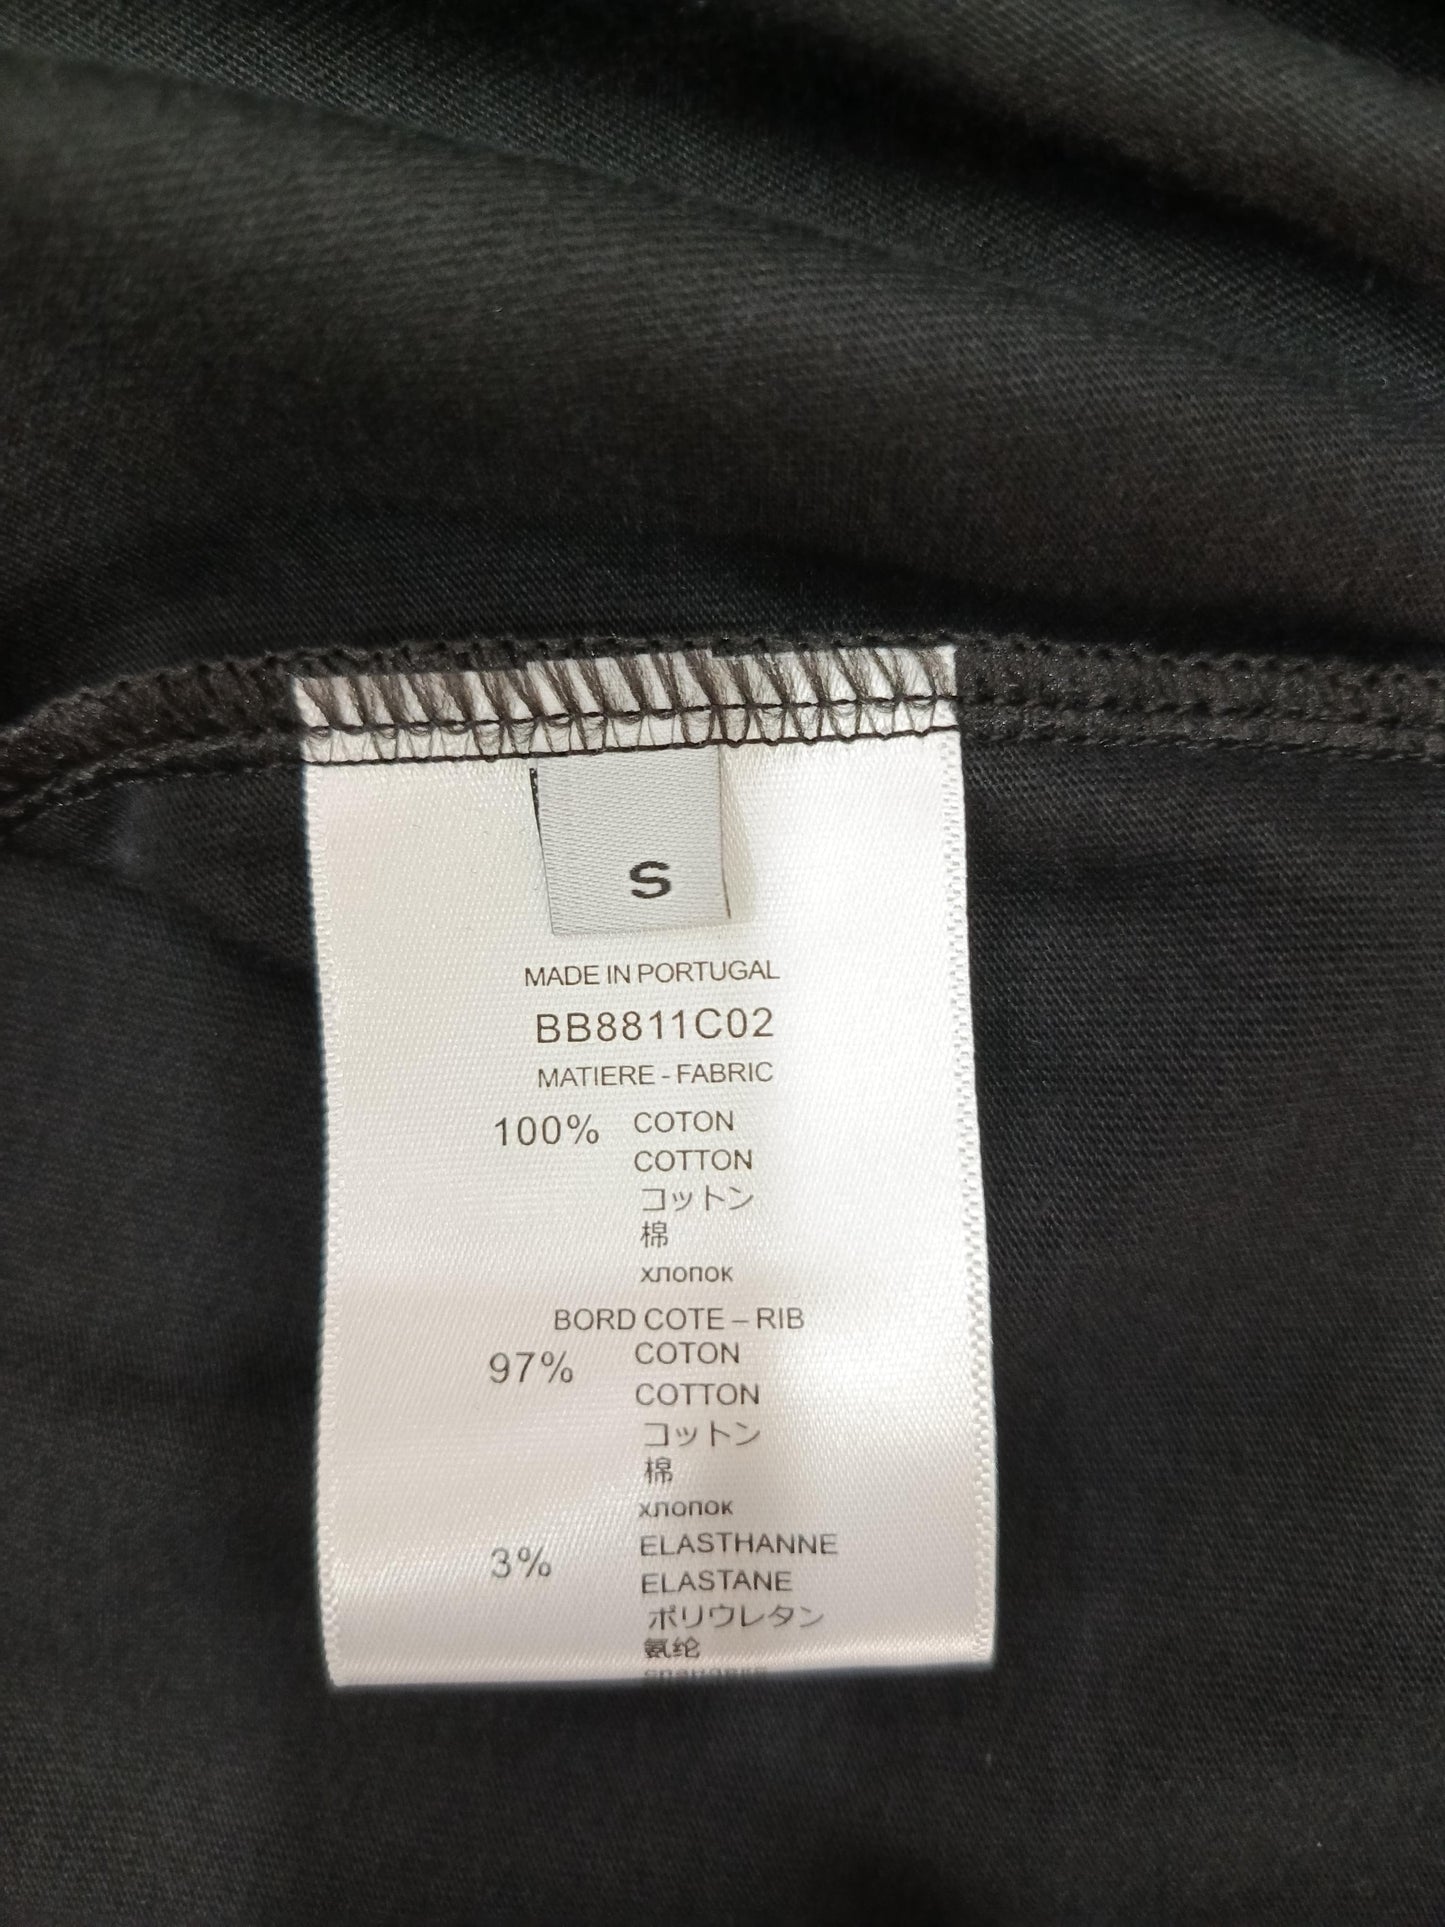 S
MADE IN PORTUGAL
BB8811C02
MATIERE - FABRIC
100% COTON
COTTON
コットン
棉
хлопок
BORD COTE – RIB
97% COTON
COTTON
コットン
棉
хлопок
3% ELASTHANNE
ELASTANE
ポリウレタン
氨纶